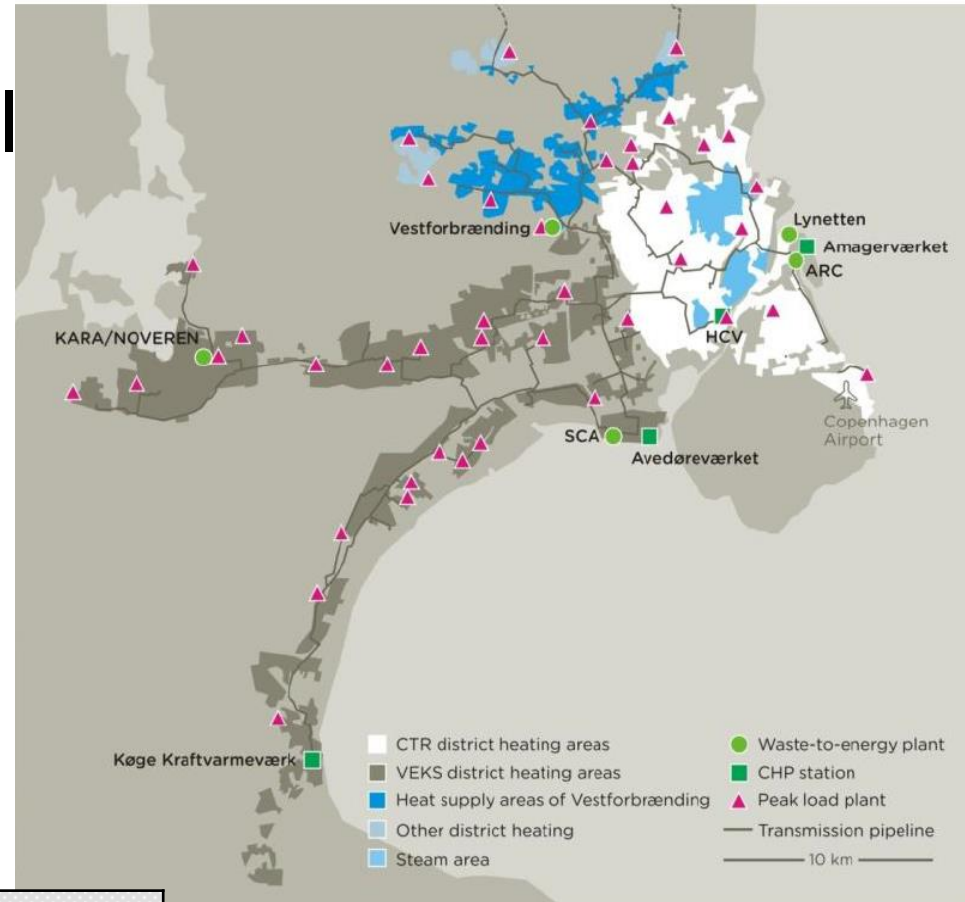 Lynetten
Vestforbrænding
Amagerværket
ARC
KARA/NOVEREN
HCV
Copenhagen
Airport
SCA
Avedøreværket
Køge Kraftvarmeværk
CTR district heating areas
VEKS district heating areas
Heat supply areas of Vestforbrænding
Other district heating
Steam area
Waste-to-energy plant
CHP station
Peak load plant
Transmission pipeline
10 km